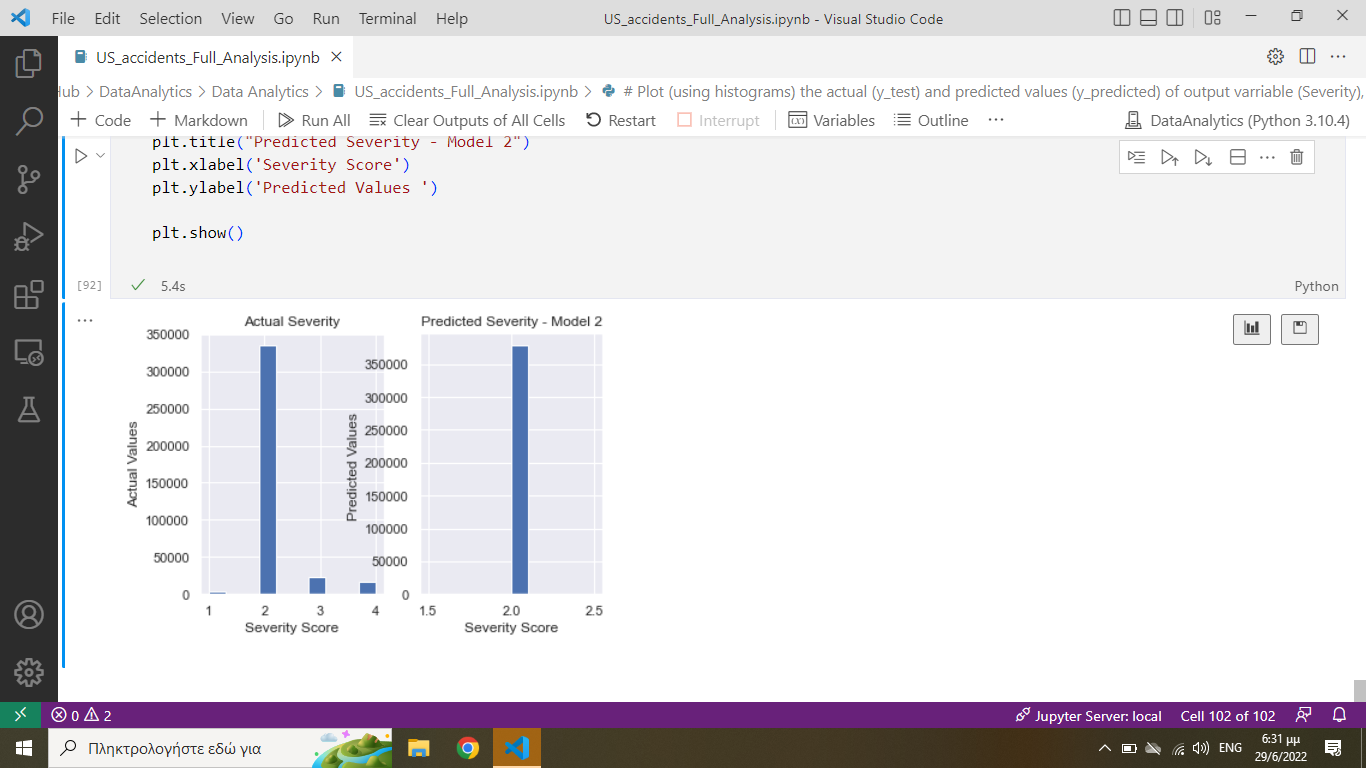 File Edit Selection View Go Run Terminal Help US_accidents_Full_Analysis.ipynb - Visual Studio Code
US_accidents_Full_Analysis.ipynb
Hub > DataAnalytics > Data Analytics > US_accidents_Full_Analysis.ipynb > # Plot (using histograms) the actual (y_test) and predicted values (y_predicted) of output varriable (Severity),
+ Code + Markdown Run All Clear Outputs of All Cells Restart Interrupt Variables Outline ... DataAnalytics (Python 3.10.4)
plt.title("Predicted Severity - Model 2")
plt.xlabel('Severity Score')
plt.ylabel('Predicted Values ')
plt.show()
[92] 5.4s Python
Actual Severity
350000
300000
250000
200000
150000
100000
50000
0
Actual Values
1 2 3 4
Severity Score
Predicted Severity - Model 2
350000
300000
250000
200000
150000
100000
50000
0
Predicted Values
1.5 2.0 2.5
Severity Score
0 2 Jupyter Server: local Cell 102 of 102
Πληκτρολογήστε εδώ για
ENG
6:31 μμ
29/6/2022